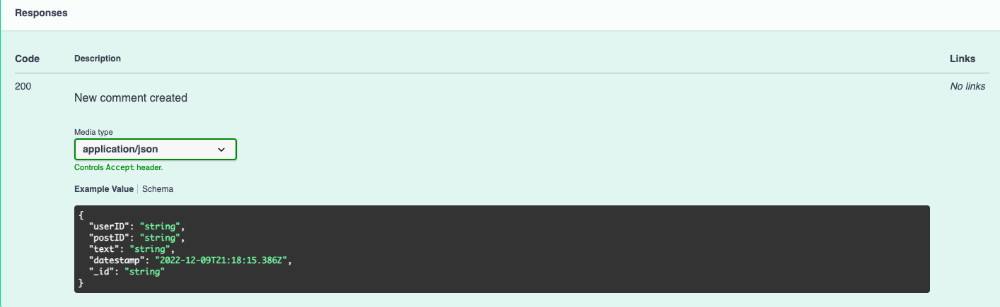 Responses
Code Description Links
200 New comment created No links
Media type
application/json
Controls Accept header.
Example Value Schema
{
"userID": "string",
"postID": "string",
"text": "string",
"datestamp": "2022-12-09T21:18:15.386Z",
"_id": "string"
}